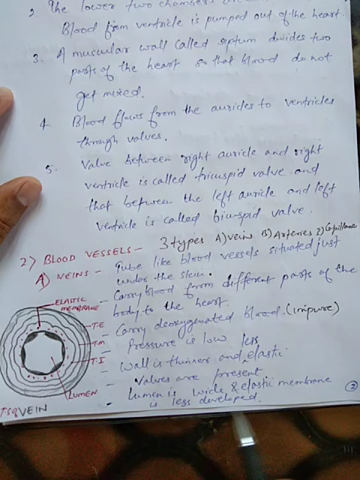 2. The lower two chambers
Blood from ventricle is pumped out of the heart
3. A muscular wall called septum divides two
parts of the heart so that blood do not
get mixed.
4. Blood flows from the auricles to ventricles
through valves.
5. Valve between right auricle and right
ventricle is called tricuspid valve and
that between the left auricle and left
ventricle is called bicuspid valve.
2) BLOOD VESSELS - 3 types A) veins B) Arteries 3) Capillaries
A) VEINS - Tube like blood vessels situated just
under the skin.
- Carry blood from different parts of the
body to the heart.
- Carry deoxygenated blood. (impure)
- Pressure is low
- Wall is thinner and less elastic
- Valves are present
- Lumen is wide & elastic membrane
is less developed.
ELASTIC
MEMBRANE
T.E
T.M
T.I
LUMEN
VEIN